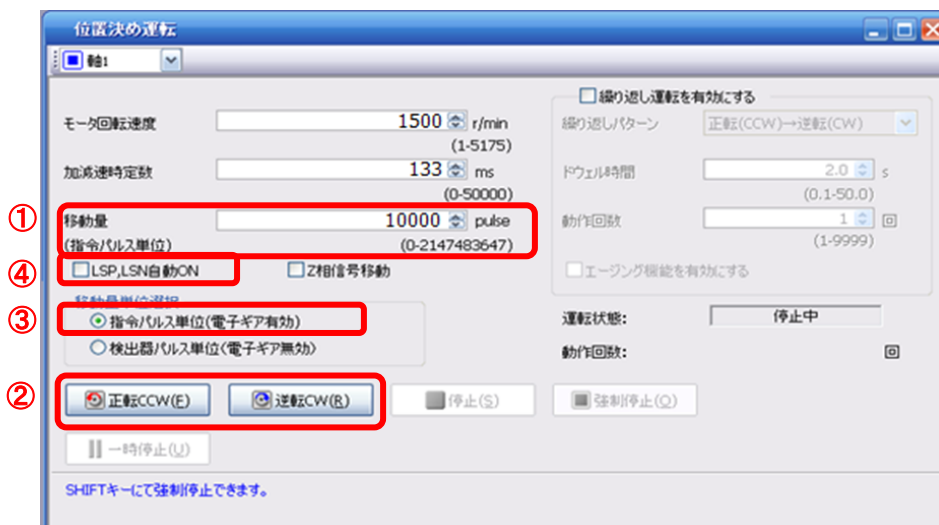 位置決め運転
軸1
モータ回転速度 1500 r/min
(1-5175)
加減速時定数 133 ms
(0-50000)
① 移動量 10000 pulse
(指令パルス単位) (0-2147483647)
④ LSP,LSN自動ON Z相信号移動
移動量単位選択
③ 指令パルス単位(電子ギア有効)
検出器パルス単位(電子ギア無効)
② 正転CCW(F) 逆転CW(R) 停止(S) 強制停止(O)
一時停止(U)
SHIFTキーにて強制停止できます。
繰り返し運転を有効にする
繰り返しパターン 正転(CCW)→逆転(CW)
ドウェル時間 2.0 s
(0.1-50.0)
動作回数 1 回
(1-9999)
エージング機能を有効にする
運転状態: 停止中
動作回数: 回